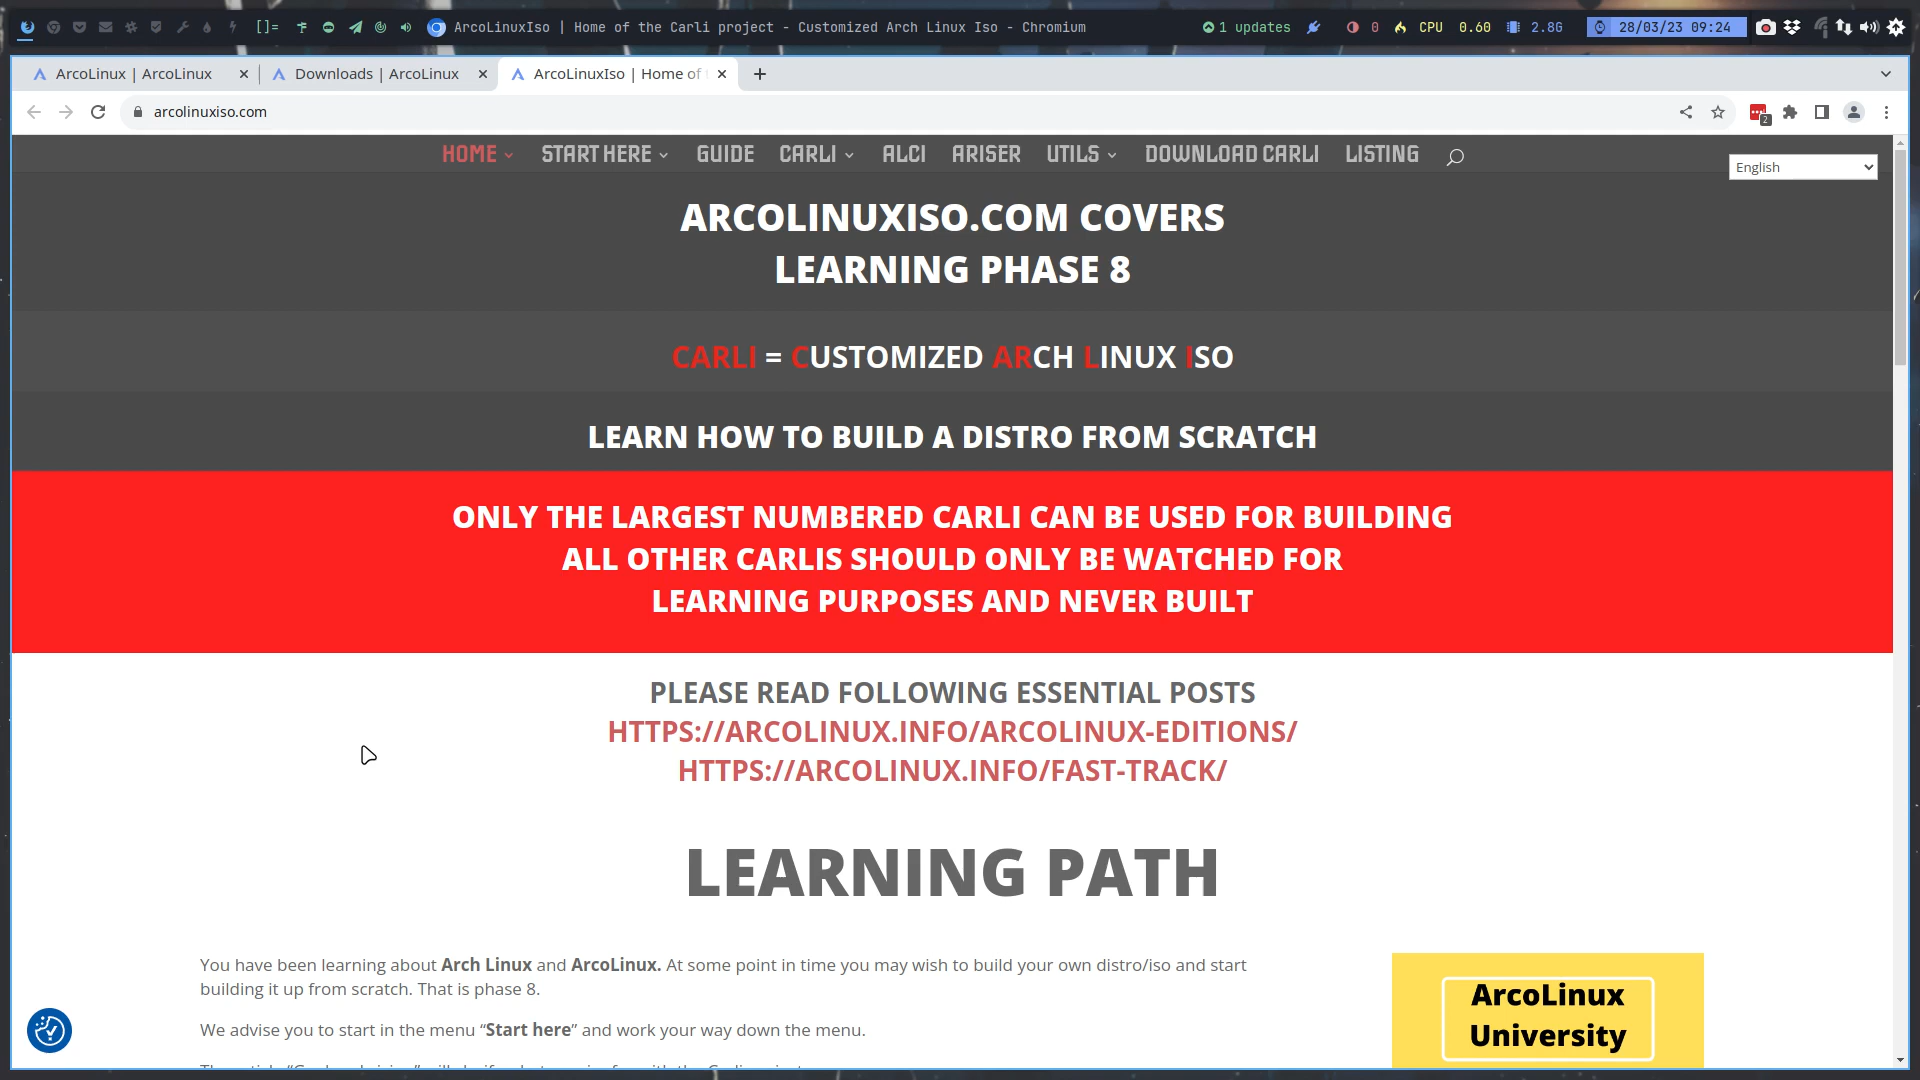 []=
ArcoLinuxIso | Home of the Carli project - Customized Arch Linux Iso - Chromium
1 updates
0
CPU 0.60
2.8G
28/03/23 09:24
ArcoLinux | ArcoLinux
Downloads | ArcoLinux
ArcoLinuxIso | Home of
arcolinuxiso.com
2
HOME
START HERE
GUIDE
CARLI
ALCI
ARISER
UTILS
DOWNLOAD CARLI
LISTING
English
ARCOLINUXISO.COM COVERS
LEARNING PHASE 8
CARLI = CUSTOMIZED ARCH LINUX ISO
LEARN HOW TO BUILD A DISTRO FROM SCRATCH
ONLY THE LARGEST NUMBERED CARLI CAN BE USED FOR BUILDING
ALL OTHER CARLIS SHOULD ONLY BE WATCHED FOR
LEARNING PURPOSES AND NEVER BUILT
PLEASE READ FOLLOWING ESSENTIAL POSTS
HTTPS://ARCOLINUX.INFO/ARCOLINUX-EDITIONS/
HTTPS://ARCOLINUX.INFO/FAST-TRACK/
LEARNING PATH
You have been learning about Arch Linux and ArcoLinux. At some point in time you may wish to build your own distro/iso and start
building it up from scratch. That is phase 8.
We advise you to start in the menu “Start here” and work your way down the menu.
ArcoLinux
University